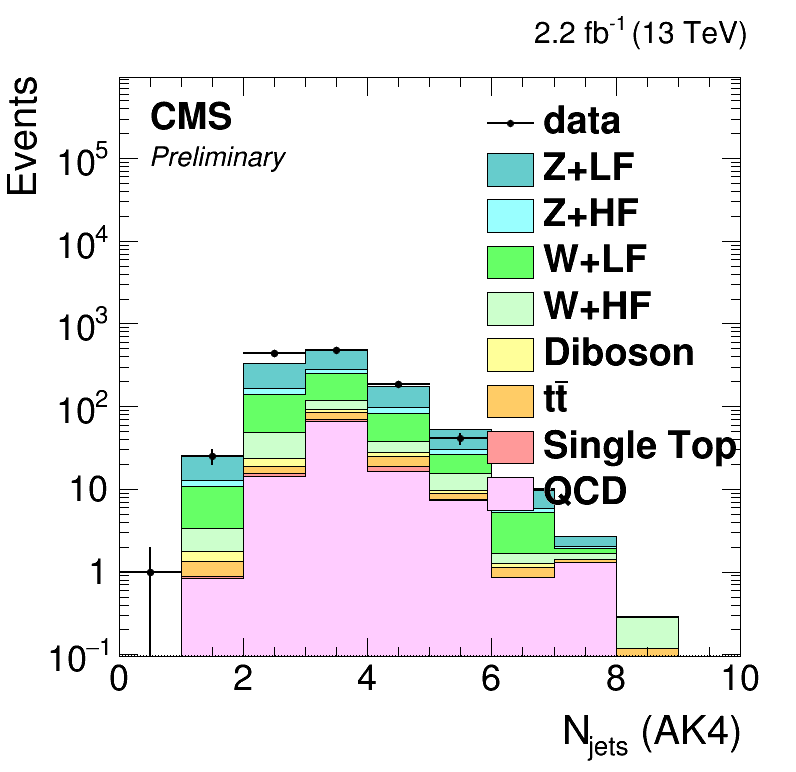 2.2 fb-1 (13 TeV)
CMS
Preliminary
Events
data
Z+LF
Z+HF
W+LF
W+HF
Diboson
tt̄
Single Top
QCD
10^5
10^4
10^3
10^2
10
1
10^−1
0 2 4 6 8 10
Njets (AK4)